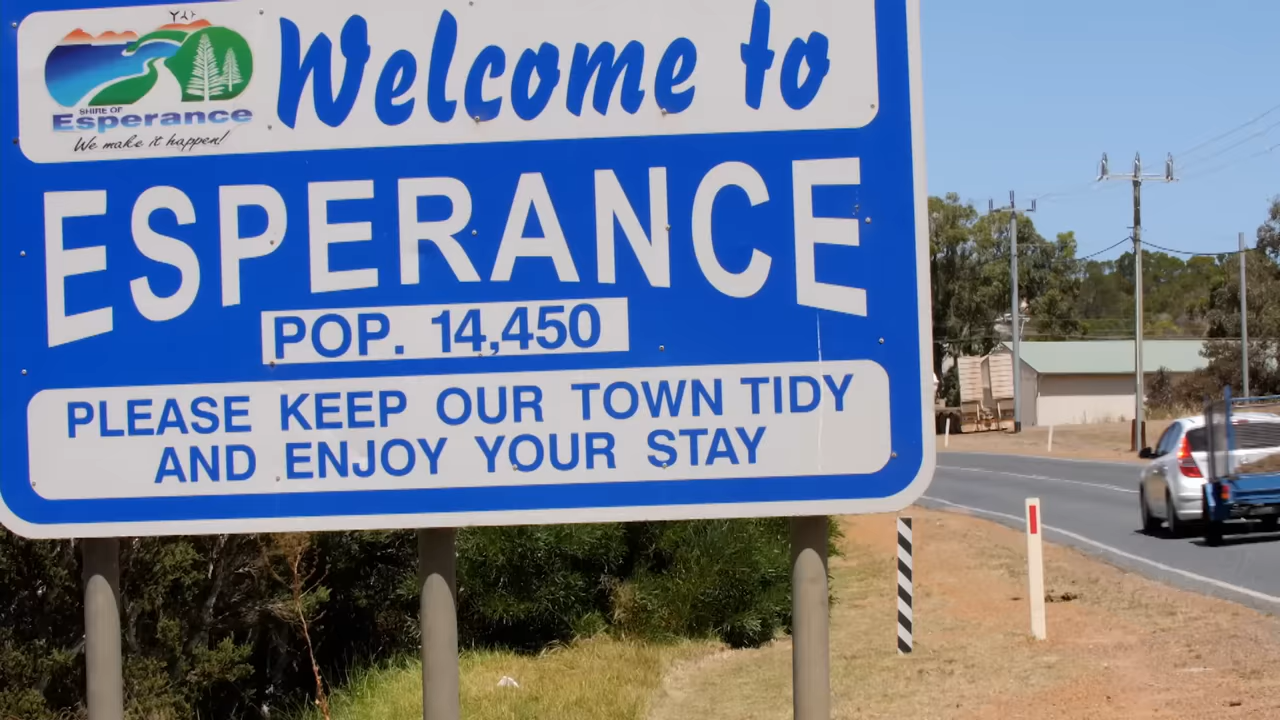 Welcome to
SHIRE OF
Esperance
We make it happen!
ESPERANCE
POP. 14,450
PLEASE KEEP OUR TOWN TIDY
AND ENJOY YOUR STAY